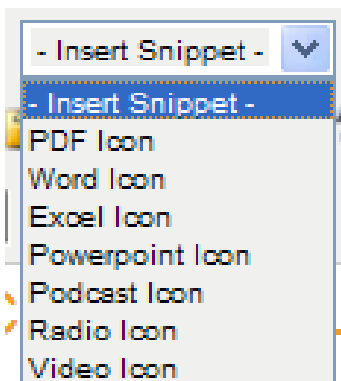 - Insert Snippet -
- Insert Snippet -
PDF Icon
Word Icon
Excel Icon
Powerpoint Icon
Podcast Icon
Radio Icon
Video Icon